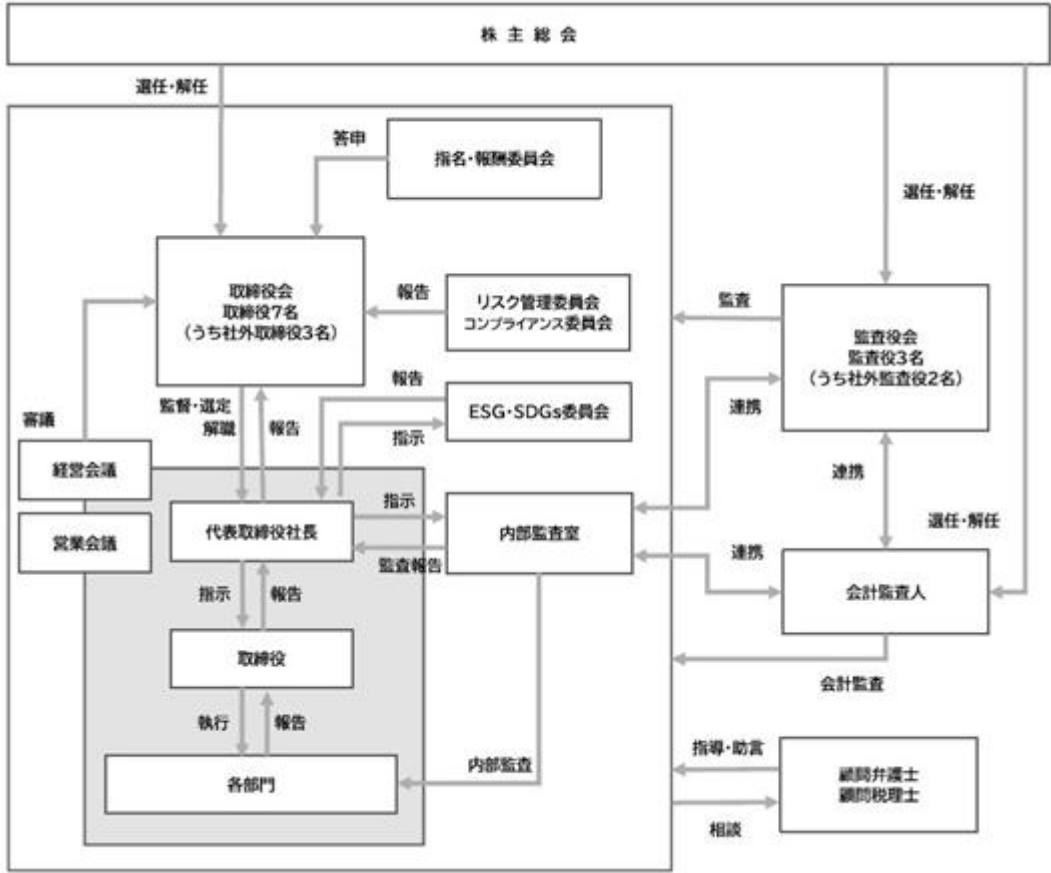 株主総会
選任・解任
答申
指名・報酬委員会
選任・解任
取締役会
取締役7名
（うち社外取締役3名）
報告
リスク管理委員会
コンプライアンス委員会
監査
監査役会
監査役3名
（うち社外監査役2名）
監督・選定
解職
報告
報告
ESG・SDGs委員会
指示
連携
審議
経営会議
営業会議
代表取締役社長
指示
監査報告
内部監査室
連携
連携
選任・解任
指示
報告
会計監査人
取締役
会計監査
執行
報告
各部門
内部監査
指導・助言
顧問弁護士
顧問税理士
相談